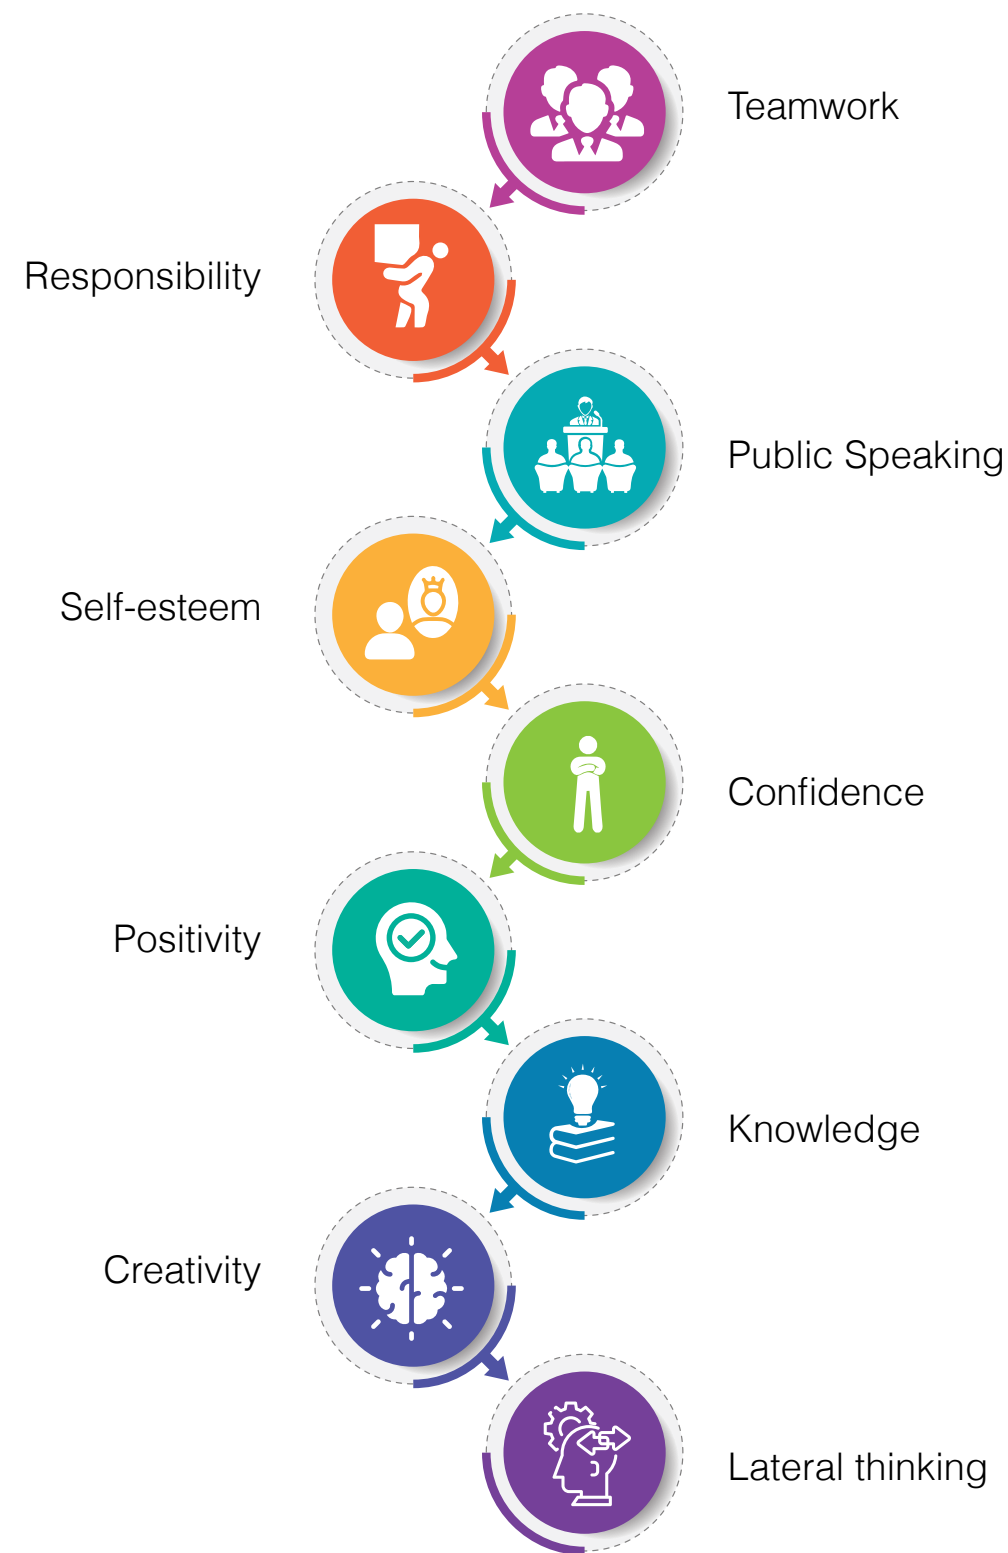 Teamwork
Responsibility
Public Speaking
Self-esteem
Confidence
Positivity
Knowledge
Creativity
Lateral thinking